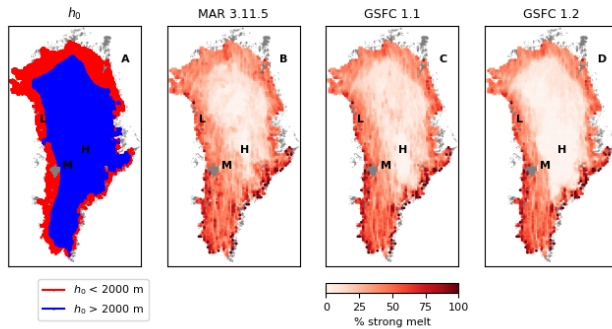 h₀
MAR 3.11.5
GSFC 1.1
GSFC 1.2
A
B
C
D
L
H
M
L
H
M
L
H
M
L
H
M
h₀ < 2000 m
h₀ > 2000 m
0 25 50 75 100
% strong melt